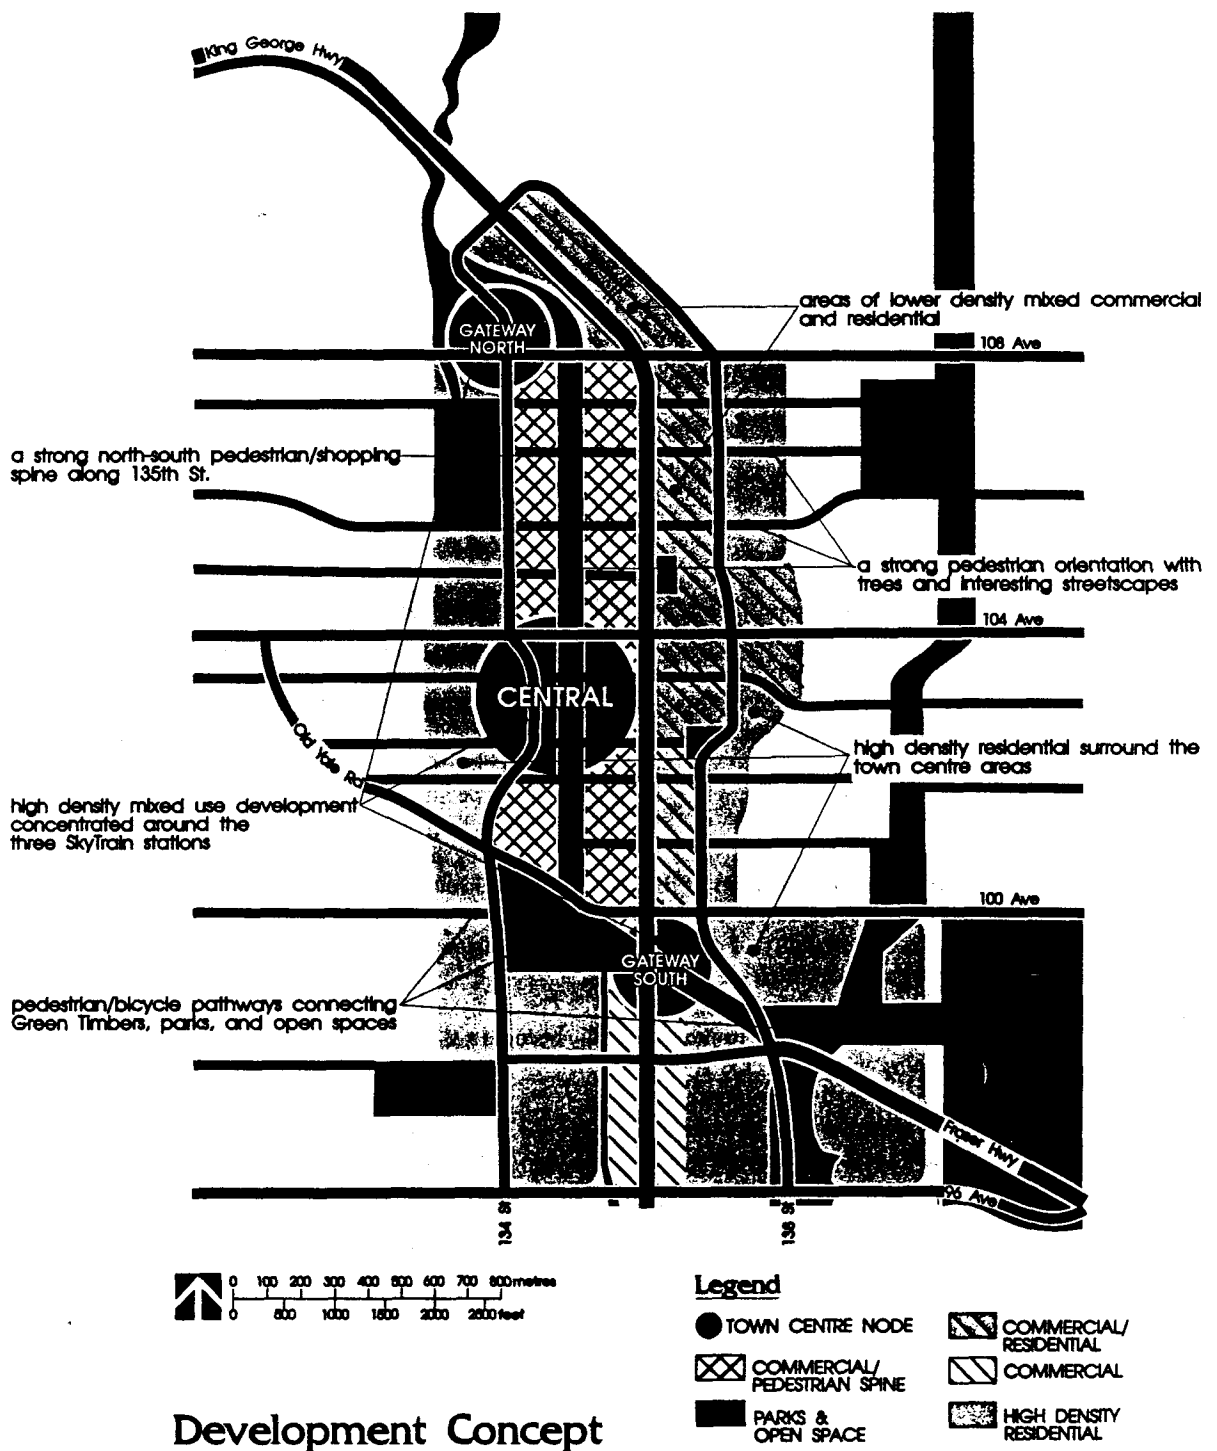 King George Hwy
GATEWAY
NORTH
areas of lower density mixed commercial
and residential
108 Ave
a strong north-south pedestrian/shopping
spine along 135th St.
a strong pedestrian orientation with
trees and interesting streetscapes
104 Ave
CENTRAL
Old Yale Rd
high density residential surround the
town centre areas
high density mixed use development
concentrated around the
three SkyTrain stations
100 Ave
GATEWAY
SOUTH
pedestrian/bicycle pathways connecting
Green Timbers, parks, and open spaces
Fraser Hwy
96 Ave
134 St
138 St
0 100 200 300 400 500 600 700 800 metres
0 500 1000 1500 2000 2500 feet
Legend
TOWN CENTRE NODE
COMMERCIAL/
RESIDENTIAL
COMMERCIAL/
PEDESTRIAN SPINE
COMMERCIAL
PARKS &
OPEN SPACE
HIGH DENSITY
RESIDENTIAL
Development Concept